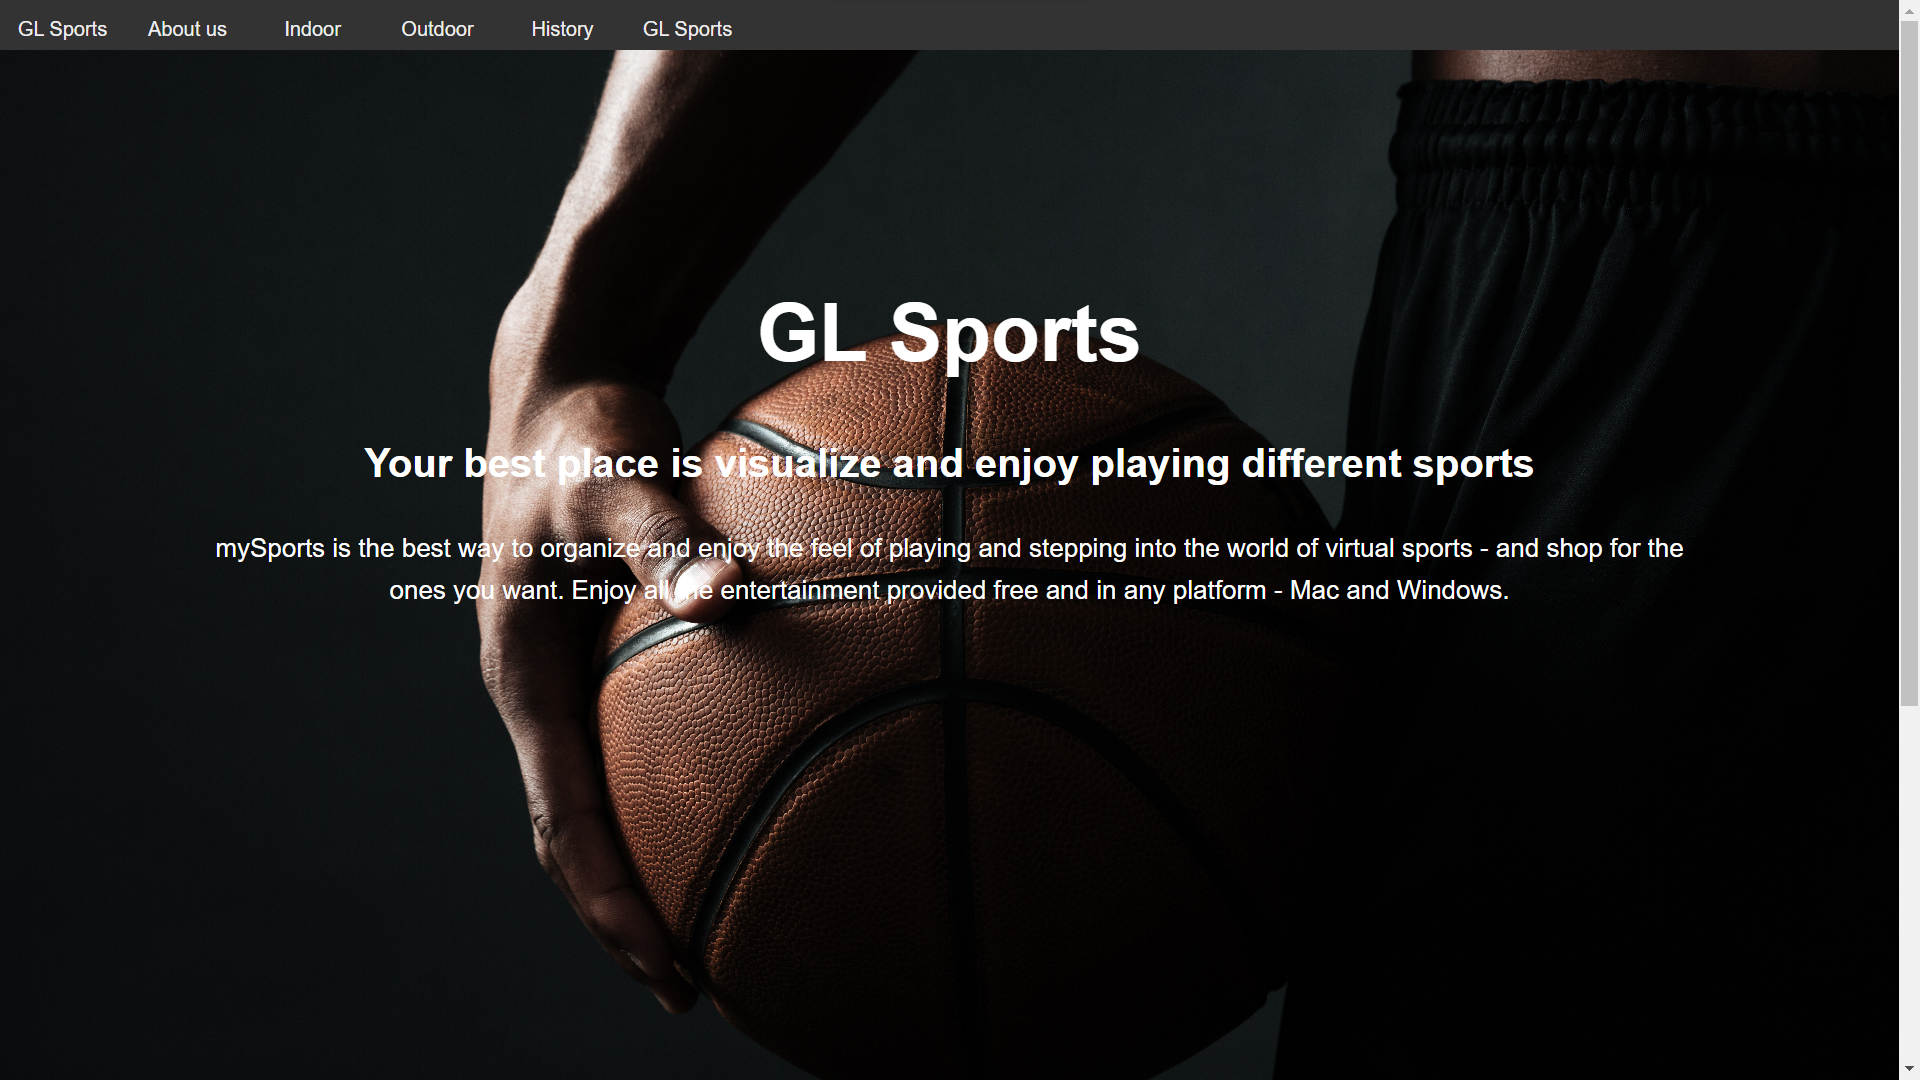 GL Sports About us Indoor Outdoor History GL Sports
GL Sports
Your best place is visualize and enjoy playing different sports
mySports is the best way to organize and enjoy the feel of playing and stepping into the world of virtual sports - and shop for the
ones you want. Enjoy all the entertainment provided free and in any platform - Mac and Windows.